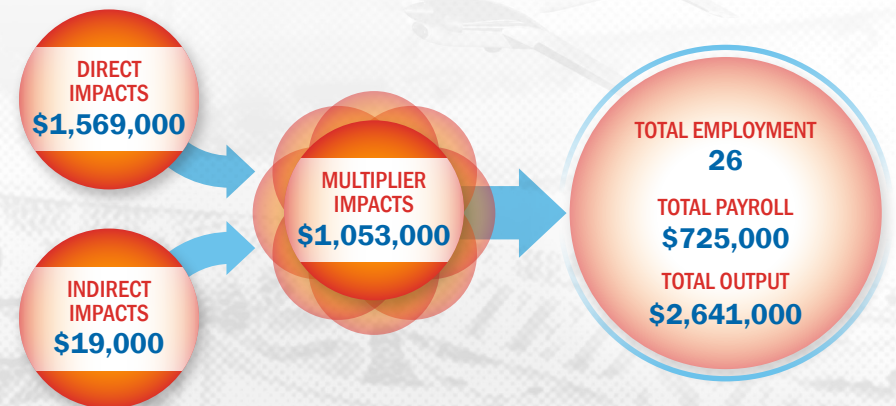 DIRECT
IMPACTS
$1,569,000
INDIRECT
IMPACTS
$19,000
MULTIPLIER
IMPACTS
$1,053,000
TOTAL EMPLOYMENT
26
TOTAL PAYROLL
$725,000
TOTAL OUTPUT
$2,641,000